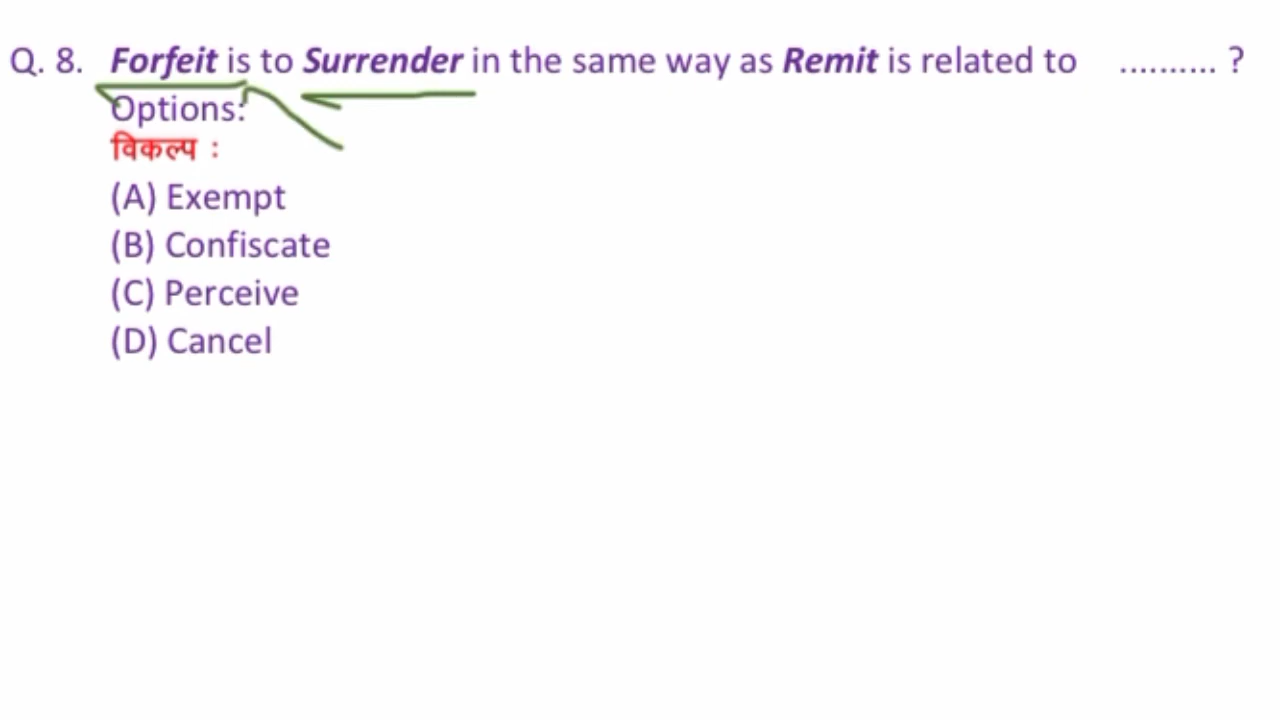 Q. 8. Forfeit is to Surrender in the same way as Remit is related to .......... ?
Options:
विकल्प :
(A) Exempt
(B) Confiscate
(C) Perceive
(D) Cancel